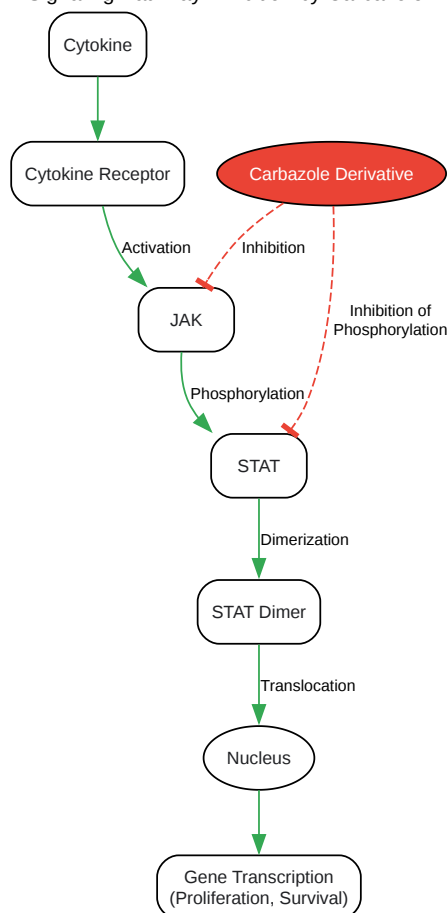 Cytokine
Cytokine Receptor
Carbazole Derivative
Activation
Inhibition
JAK
Inhibition of
Phosphorylation
Phosphorylation
STAT
Dimerization
STAT Dimer
Translocation
Nucleus
Gene Transcription
(Proliferation, Survival)